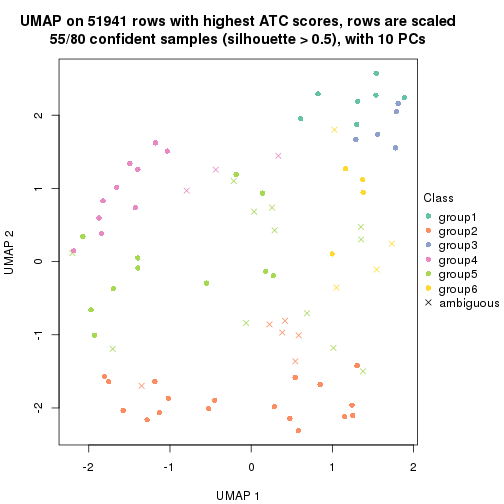 UMAP on 51941 rows with highest ATC scores, rows are scaled
55/80 confident samples (silhouette > 0.5), with 10 PCs
UMAP 2
2
1
0
-1
-2
-2
-1
0
1
2
UMAP 1
Class
group1
group2
group3
group4
group5
group6
ambiguous